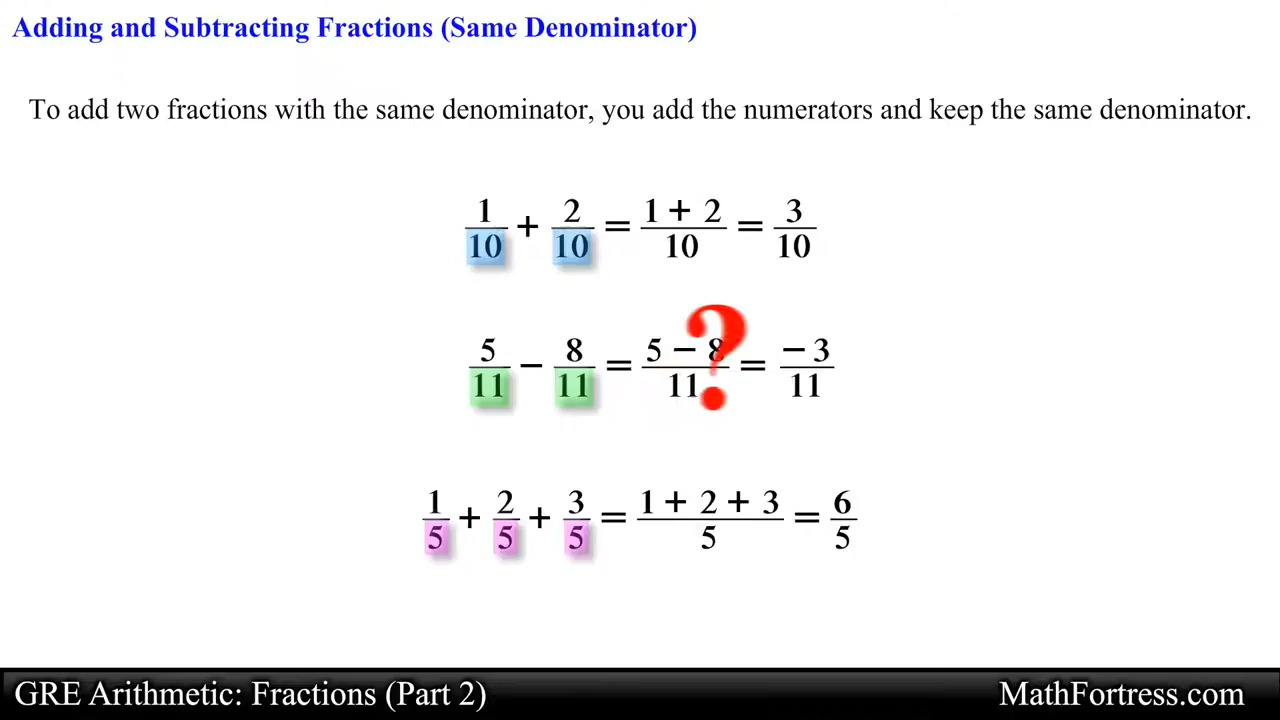 Adding and Subtracting Fractions (Same Denominator)
To add two fractions with the same denominator, you add the numerators and keep the same denominator.
1/10 + 2/10 = (1 + 2)/10 = 3/10
5/11 − 8/11 = (5 − 8)/11 = −3/11
?
1/5 + 2/5 + 3/5 = (1 + 2 + 3)/5 = 6/5
GRE Arithmetic: Fractions (Part 2)
MathFortress.com